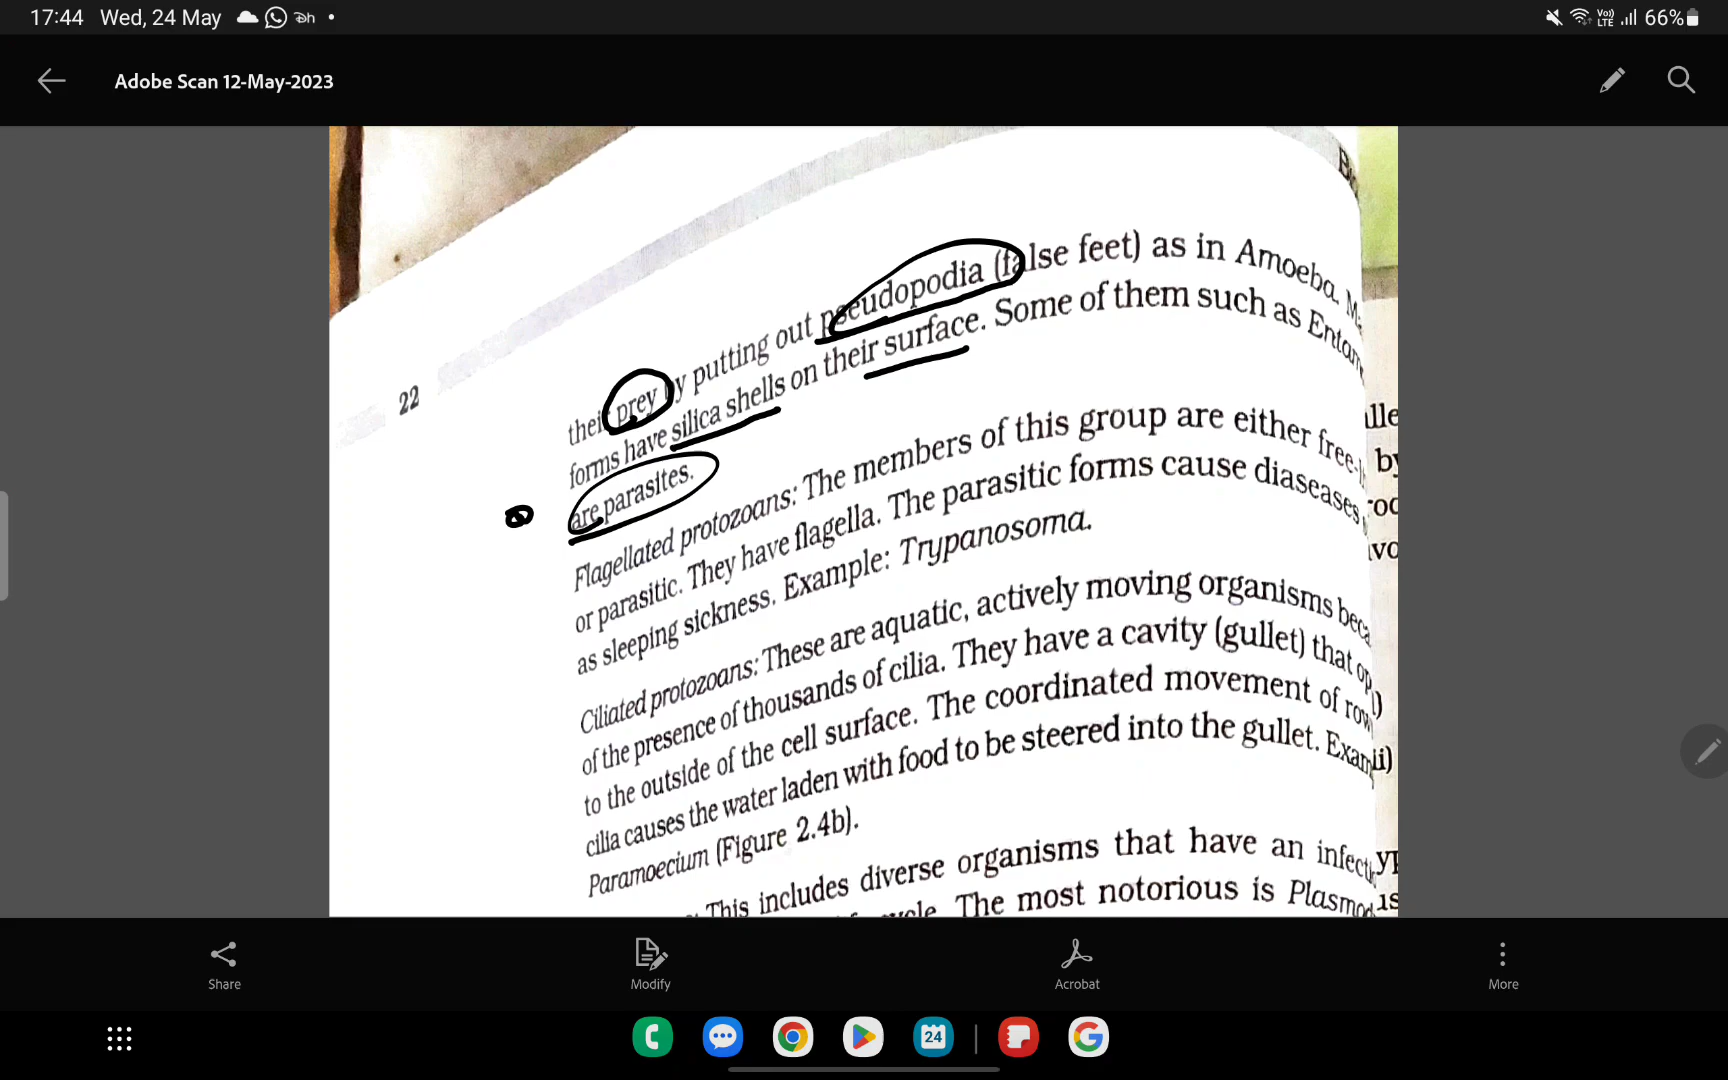 17:44 Wed, 24 May
Vo))
LTE
66%
Adobe Scan 12-May-2023
22
their prey by putting out pseudopodia (false feet) as in Amoeba.
forms have silica shells on their surface. Some of them such as
are parasites.
Flagellated protozoans: The members of this group are either
or parasitic. They have flagella. The parasitic forms cause diaseases
as sleeping sickness. Example: Trypanosoma.
Ciliated protozoans: These are aquatic, actively moving organisms
of the presence of thousands of cilia. They have a cavity (gullet) that
to the outside of the cell surface. The coordinated movement of
cilia causes the water laden with food to be steered into the gullet.
Paramoecium (Figure 2.4b).
This includes diverse organisms that have an
The most notorious is
by
ii)
Share
Modify
Acrobat
More
24